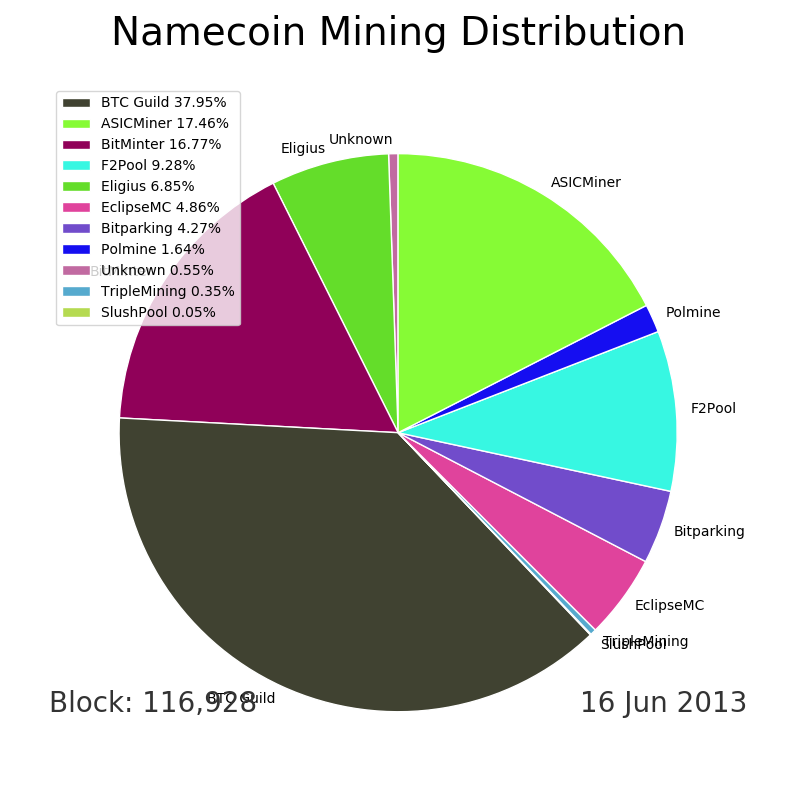 Namecoin Mining Distribution
BTC Guild 37.95%
ASICMiner 17.46%
BitMinter 16.77%
F2Pool 9.28%
Eligius 6.85%
EclipseMC 4.86%
Bitparking 4.27%
Polmine 1.64%
Unknown 0.55%
TripleMining 0.35%
SlushPool 0.05%
Unknown
Eligius
ASICMiner
Polmine
F2Pool
Bitparking
EclipseMC
TripleMining
SlushPool
BTC Guild
Block: 116,928
16 Jun 2013